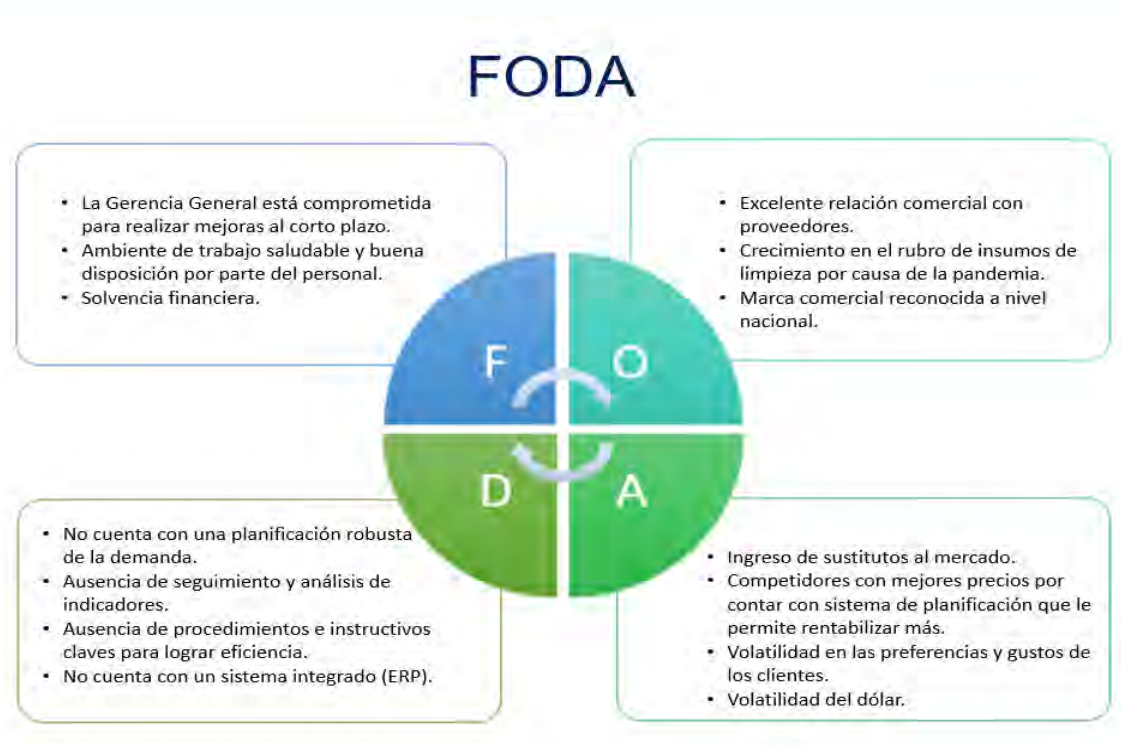 FODA
• La Gerencia General está comprometida
para realizar mejoras al corto plazo.
• Ambiente de trabajo saludable y buena
disposición por parte del personal.
• Solvencia financiera.
• Excelente relación comercial con
proveedores.
• Crecimiento en el rubro de insumos de
limpieza por causa de la pandemia.
• Marca comercial reconocida a nivel
nacional.
F
O
D
A
• No cuenta con una planificación robusta
de la demanda.
• Ausencia de seguimiento y análisis de
indicadores.
• Ausencia de procedimientos e instructivos
claves para lograr eficiencia.
• No cuenta con un sistema integrado (ERP).
• Ingreso de sustitutos al mercado.
• Competidores con mejores precios por
contar con sistema de planificación que le
permite rentabilizar más.
• Volatilidad en las preferencias y gustos de
los clientes.
• Volatilidad del dólar.